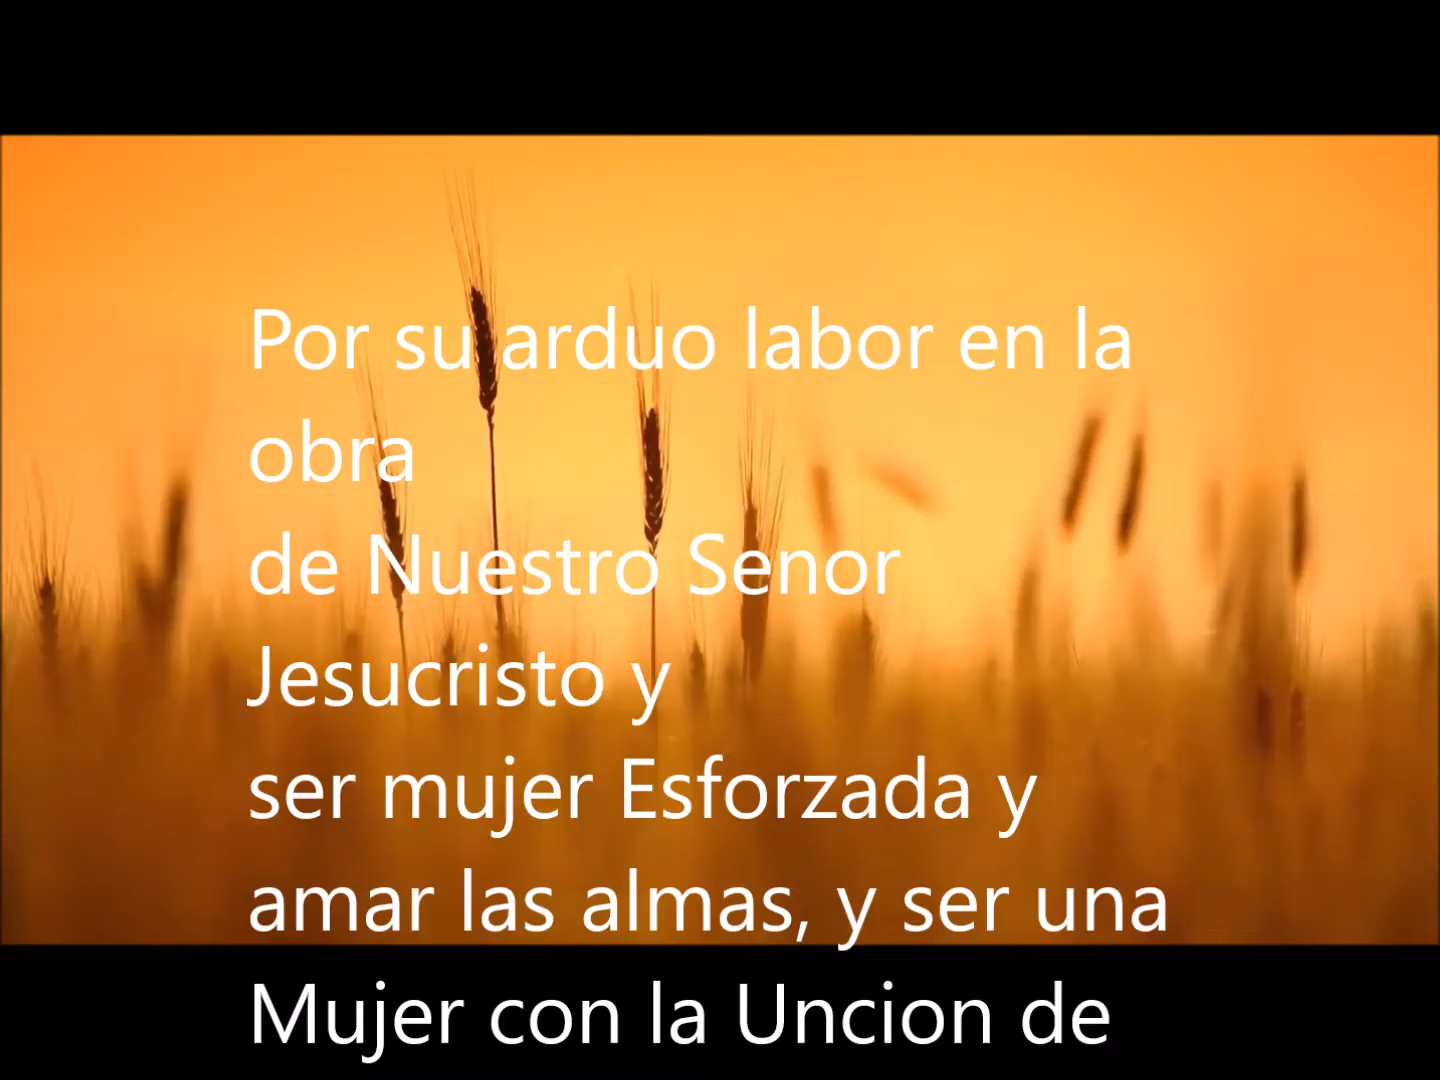 Por su arduo labor en la
obra
de Nuestro Senor
Jesucristo y
ser mujer Esforzada y
amar las almas, y ser una
Mujer con la Uncion de